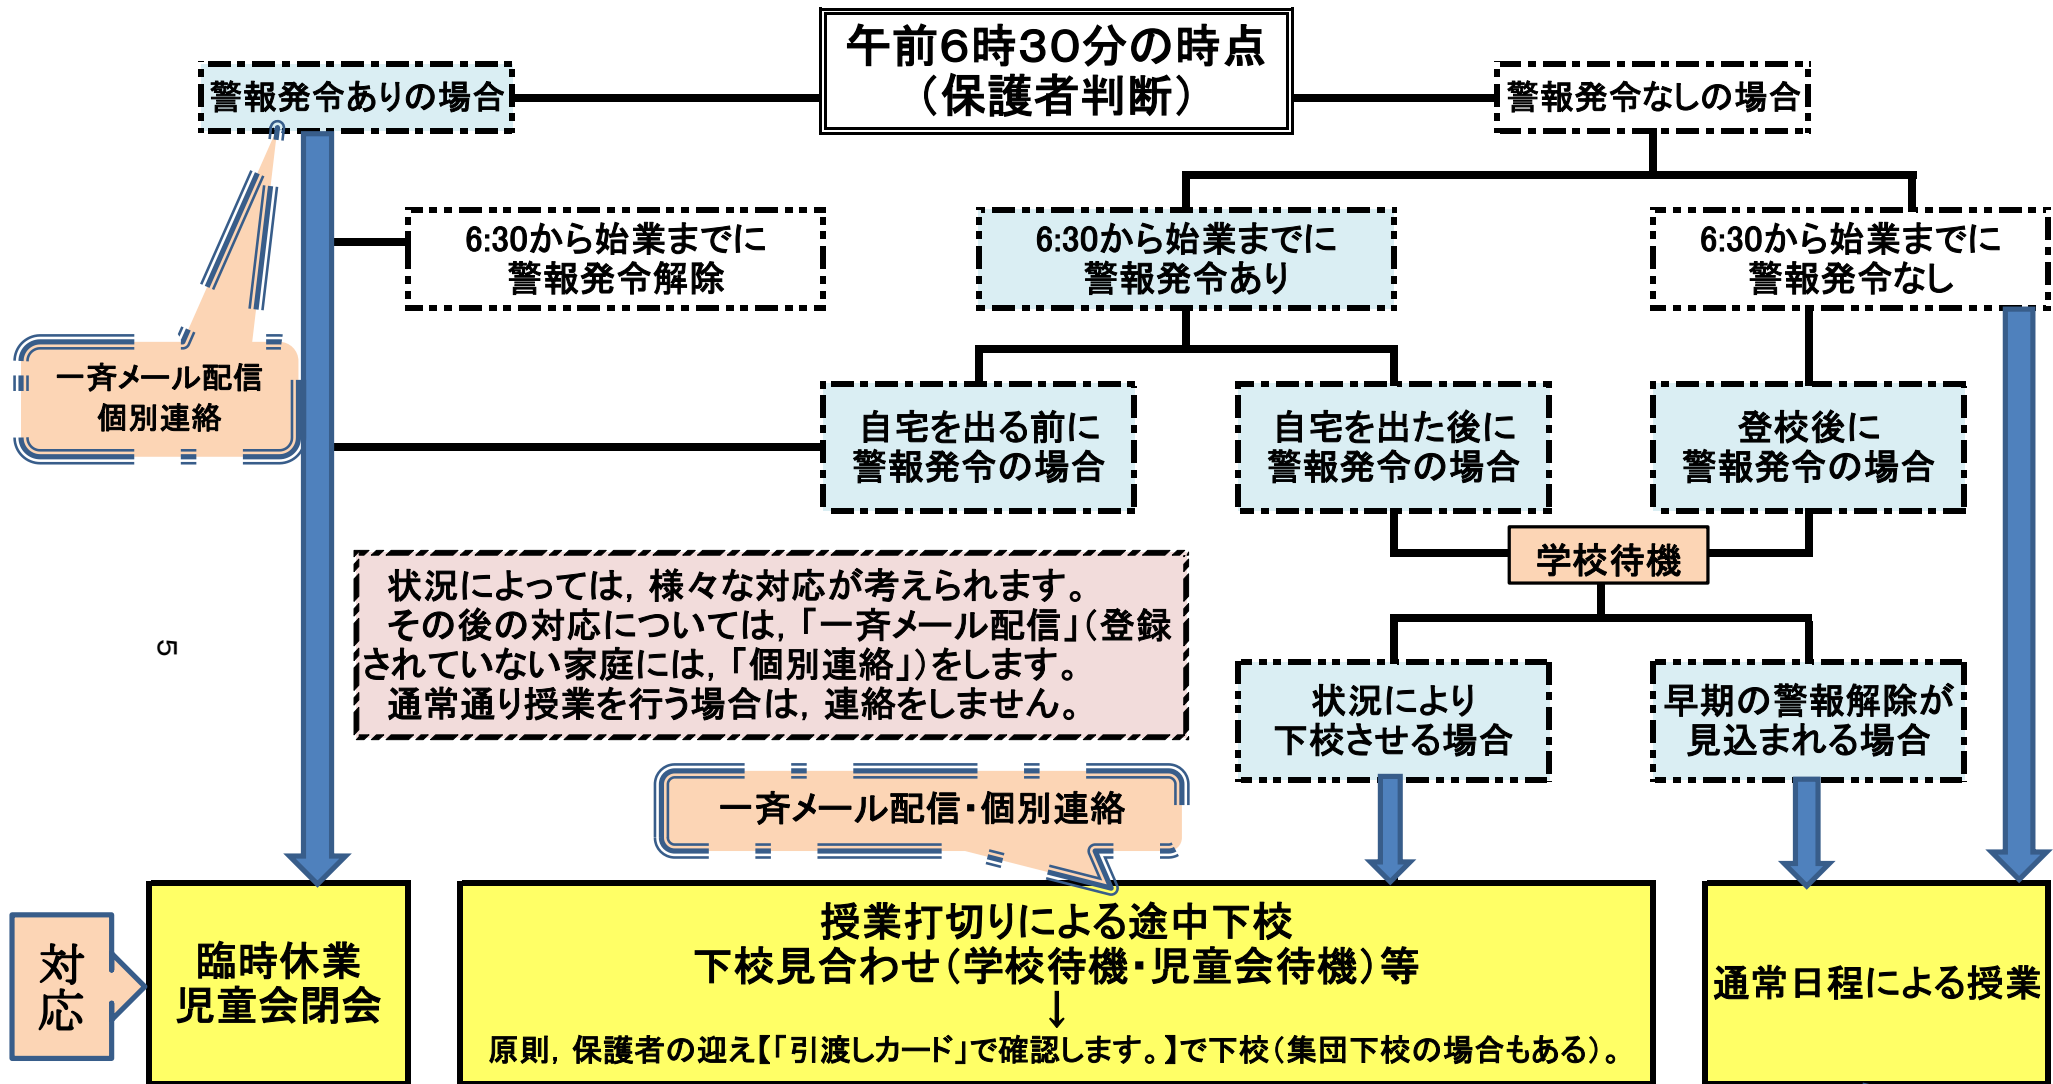 午前6時30分の時点
（保護者判断）
警報発令ありの場合
警報発令なしの場合
6:30から始業までに
警報発令解除
6:30から始業までに
警報発令あり
6:30から始業までに
警報発令なし
一斉メール配信
個別連絡
自宅を出る前に
警報発令の場合
自宅を出た後に
警報発令の場合
登校後に
警報発令の場合
学校待機
状況によっては，様々な対応が考えられます。
その後の対応については，「一斉メール配信」（登録
されていない家庭には，「個別連絡」）をします。
通常通り授業を行う場合は，連絡をしません。
5
状況により
下校させる場合
早期の警報解除が
見込まれる場合
一斉メール配信・個別連絡
対応
臨時休業
児童会閉会
授業打切りによる途中下校
下校見合わせ（学校待機・児童会待機）等
↓
原則，保護者の迎え【「引渡しカード」で確認します。】で下校（集団下校の場合もある）。
通常日程による授業